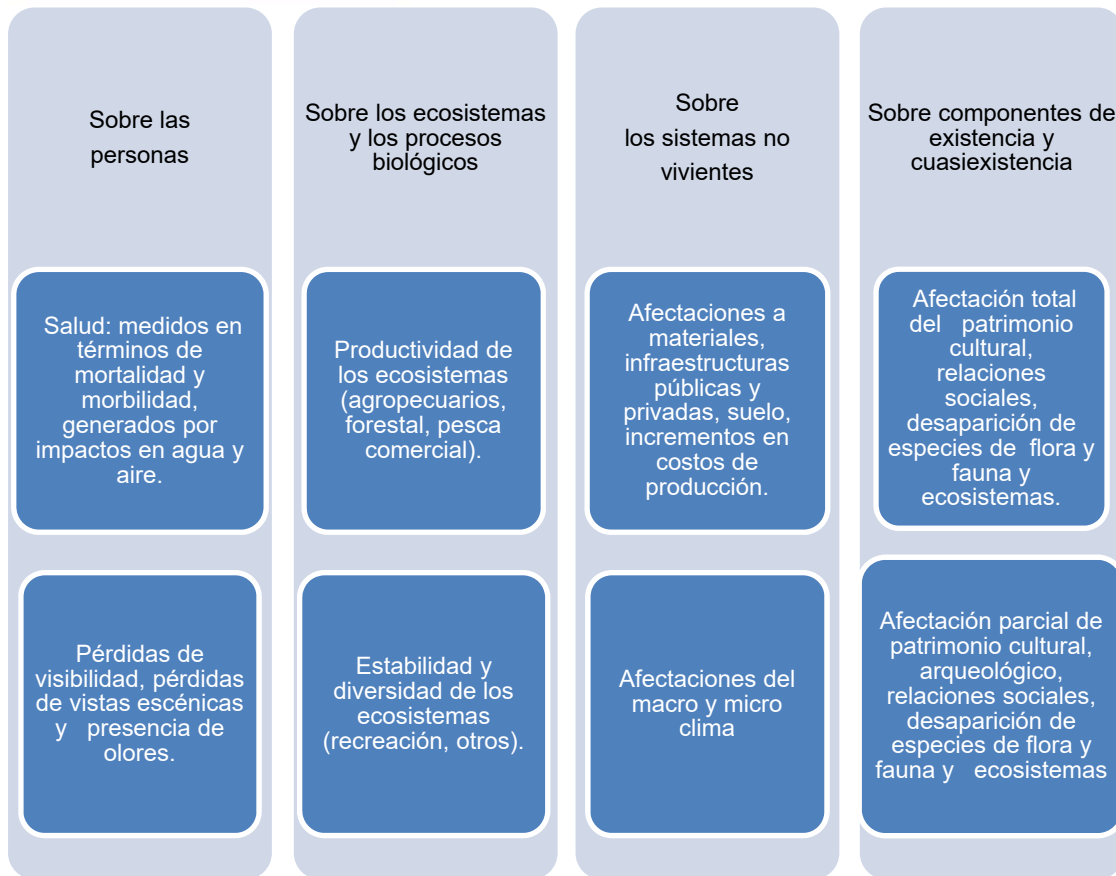 Sobre las
personas
Salud: medidos en
términos de
mortalidad y
morbilidad,
generados por
impactos en agua y
aire.
Pérdidas de
visibilidad, pérdidas
de vistas escénicas
y presencia de
olores.
Sobre los ecosistemas
y los procesos
biológicos
Productividad de
los ecosistemas
(agropecuarios,
forestal, pesca
comercial).
Estabilidad y
diversidad de los
ecosistemas
(recreación, otros).
Sobre
los sistemas no
vivientes
Afectaciones a
materiales,
infraestructuras
públicas y
privadas, suelo,
incrementos en
costos de
producción.
Afectaciones del
macro y micro
clima
Sobre componentes de
existencia y
cuasiexistencia
Afectación total
del patrimonio
cultural,
relaciones
sociales,
desaparición de
especies de flora y
fauna y
ecosistemas.
Afectación parcial de
patrimonio cultural,
arqueológico,
relaciones sociales,
desaparición de
especies de flora y
fauna y ecosistemas